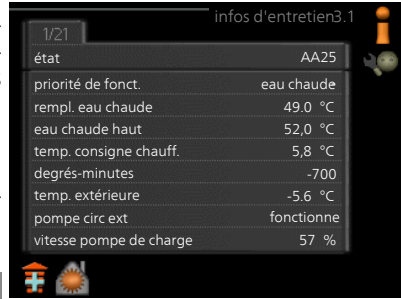 infos d'entretien3.1
1/21
état AA25
priorité de fonct. eau chaude
rempl. eau chaude 49.0 °C
eau chaude haut 52,0 °C
temp. consigne chauff. 5,8 °C
degrés-minutes -700
temp. extérieure -5.6 °C
pompe circ ext fonctionne
vitesse pompe de charge 57 %